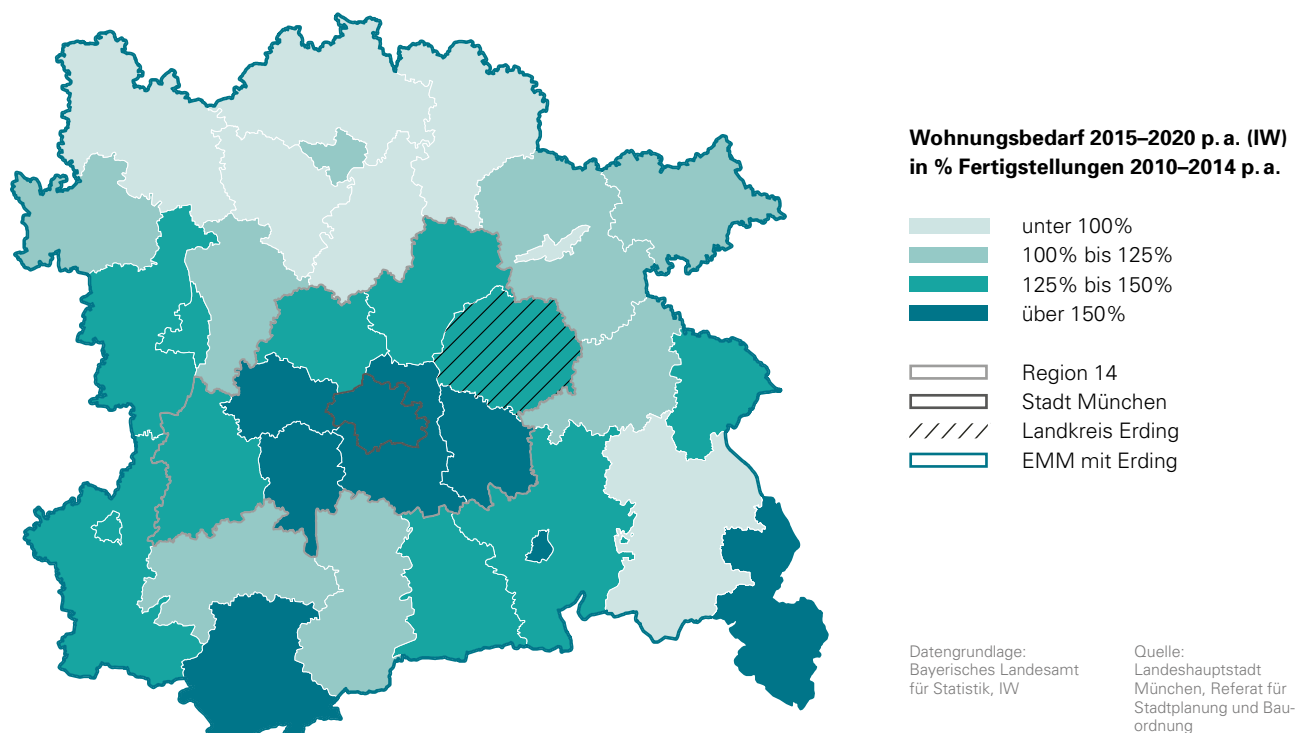 Wohnungsbedarf 2015–2020 p. a. (IW)
in % Fertigstellungen 2010–2014 p. a.
unter 100%
100% bis 125%
125% bis 150%
über 150%
Region 14
Stadt München
Landkreis Erding
EMM mit Erding
Datengrundlage:
Bayerisches Landesamt
für Statistik, IW
Quelle:
Landeshauptstadt
München, Referat für
Stadtplanung und Bau-
ordnung